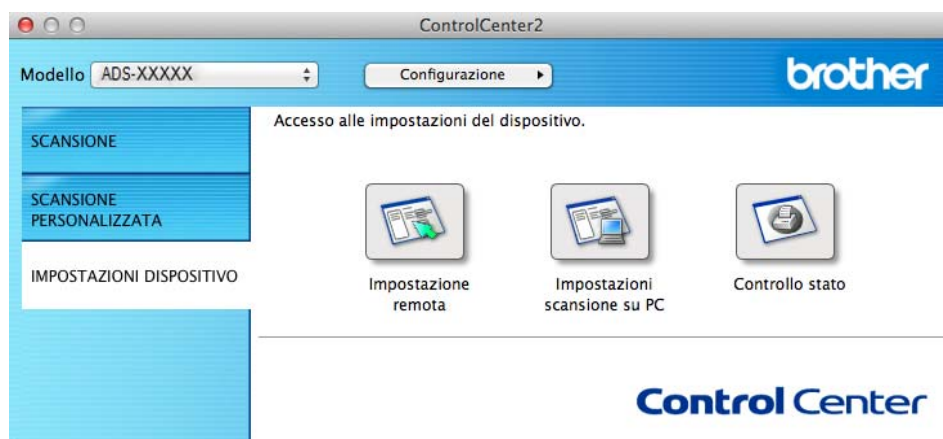 ControlCenter2
Modello ADS-XXXXX Configurazione brother
SCANSIONE
SCANSIONE
PERSONALIZZATA
IMPOSTAZIONI DISPOSITIVO
Accesso alle impostazioni del dispositivo.
Impostazione
remota
Impostazioni
scansione su PC
Controllo stato
Control Center